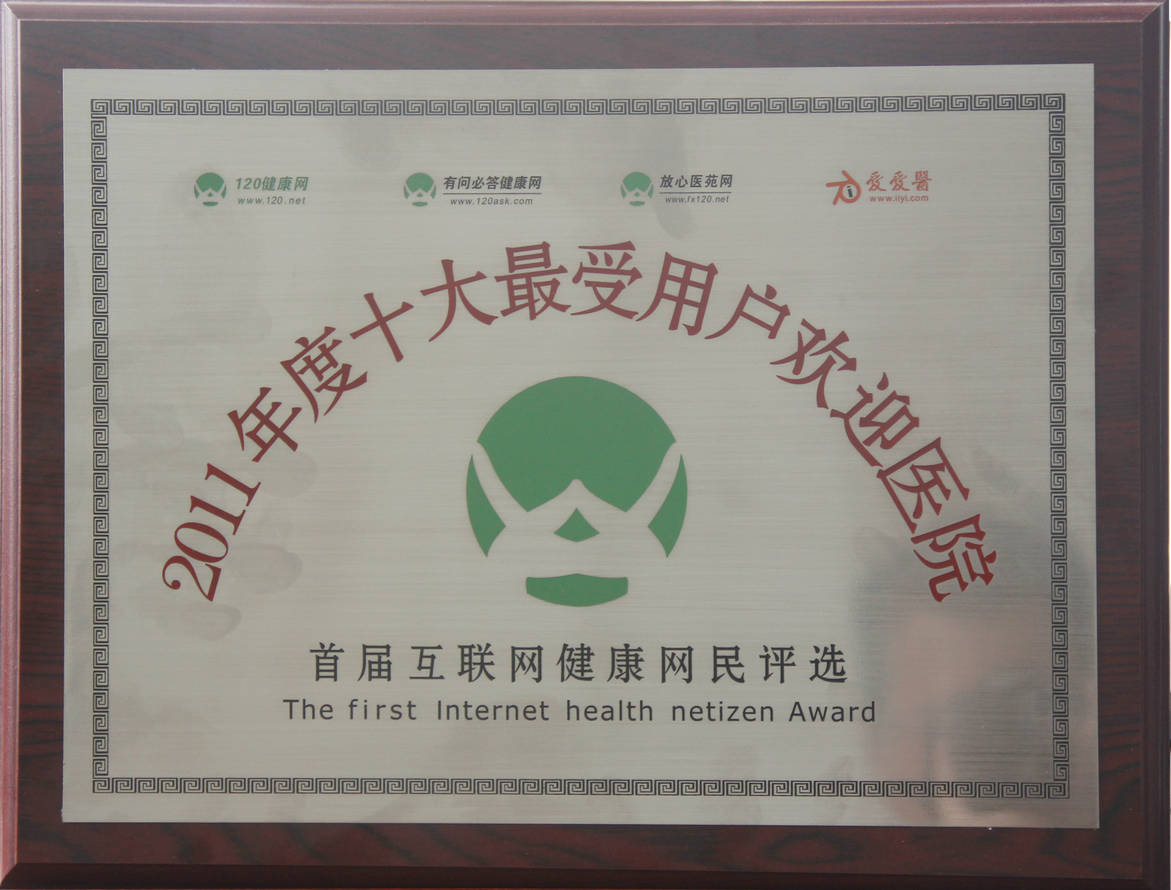 120健康网
www.120.net
有问必答健康网
www.120ask.com
放心医苑网
www.fx120.net
爱爱醫
www.iiyi.com
2011年度十大最受用户欢迎医院
首届互联网健康网民评选
The first Internet health netizen Award